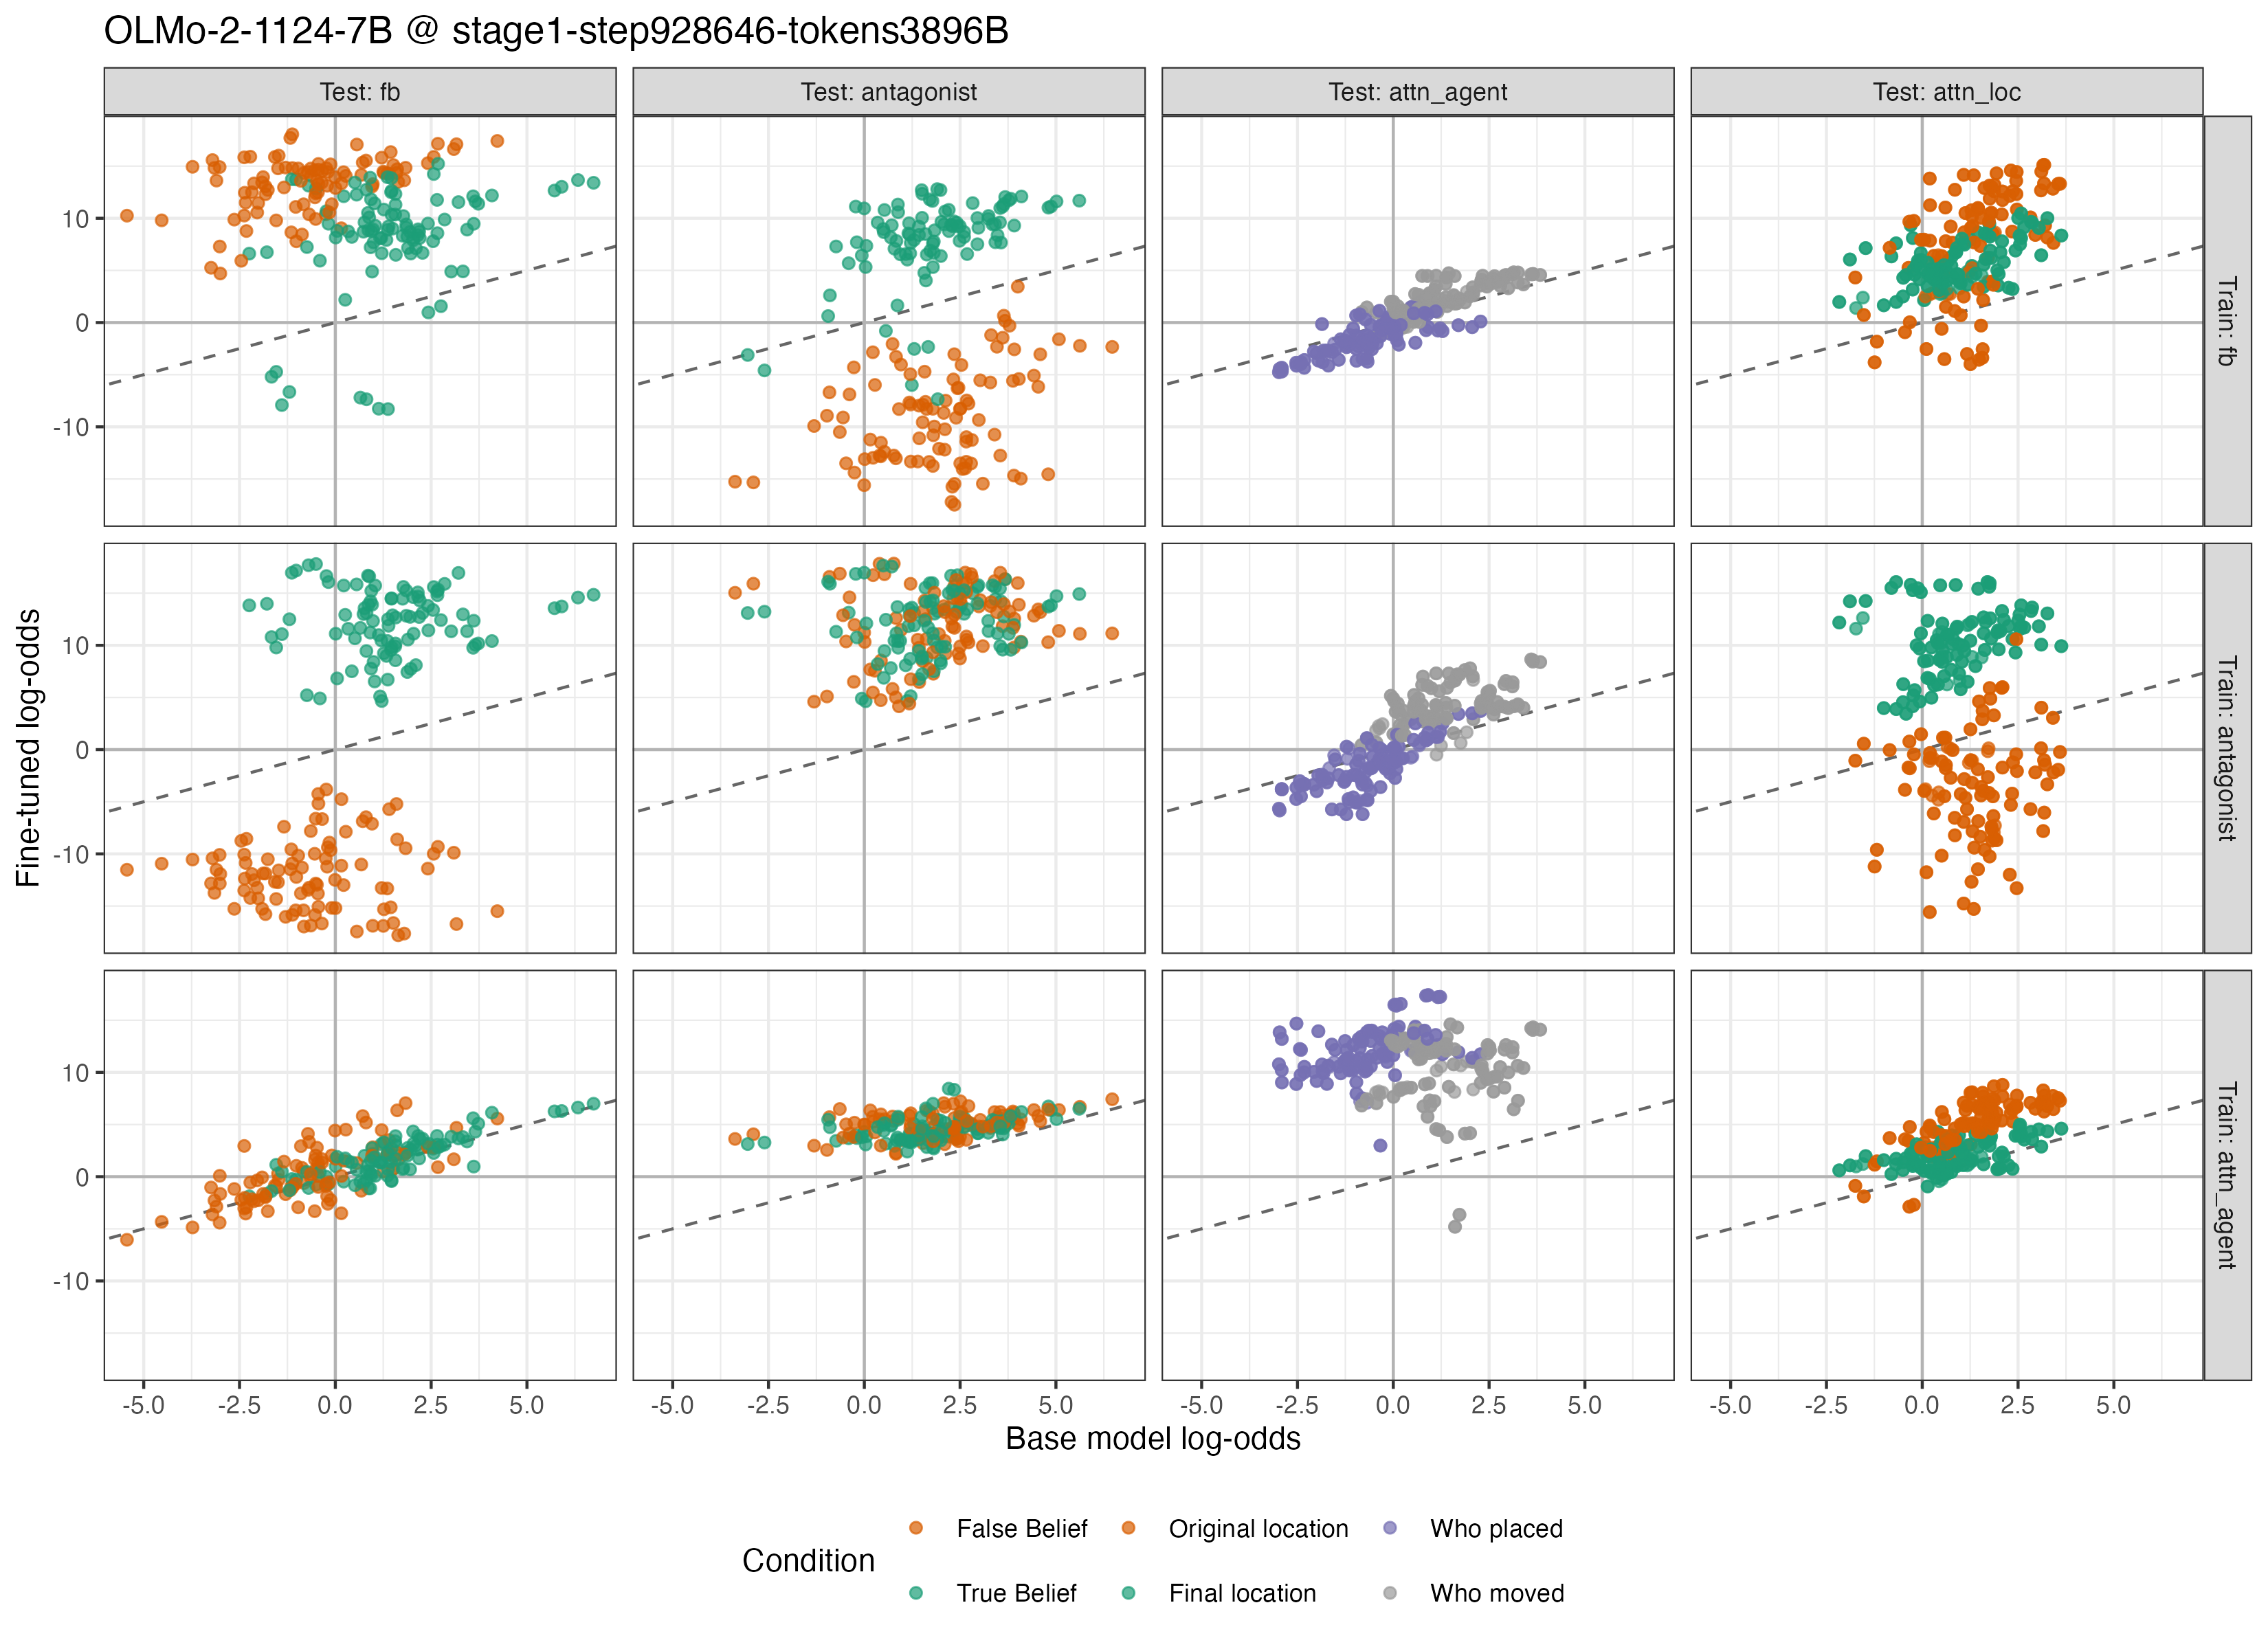 OLMo-2-1124-7B @ stage1-step928646-tokens3896B
Test: fb
Test: antagonist
Test: attn_agent
Test: attn_loc
10
0
-10
Train: fb
10
0
-10
Train: antagonist
10
0
-10
Train: attn_agent
Fine-tuned log-odds
-5.0 -2.5 0.0 2.5 5.0
-5.0 -2.5 0.0 2.5 5.0
-5.0 -2.5 0.0 2.5 5.0
-5.0 -2.5 0.0 2.5 5.0
Base model log-odds
Condition
False Belief
Original location
Who placed
True Belief
Final location
Who moved